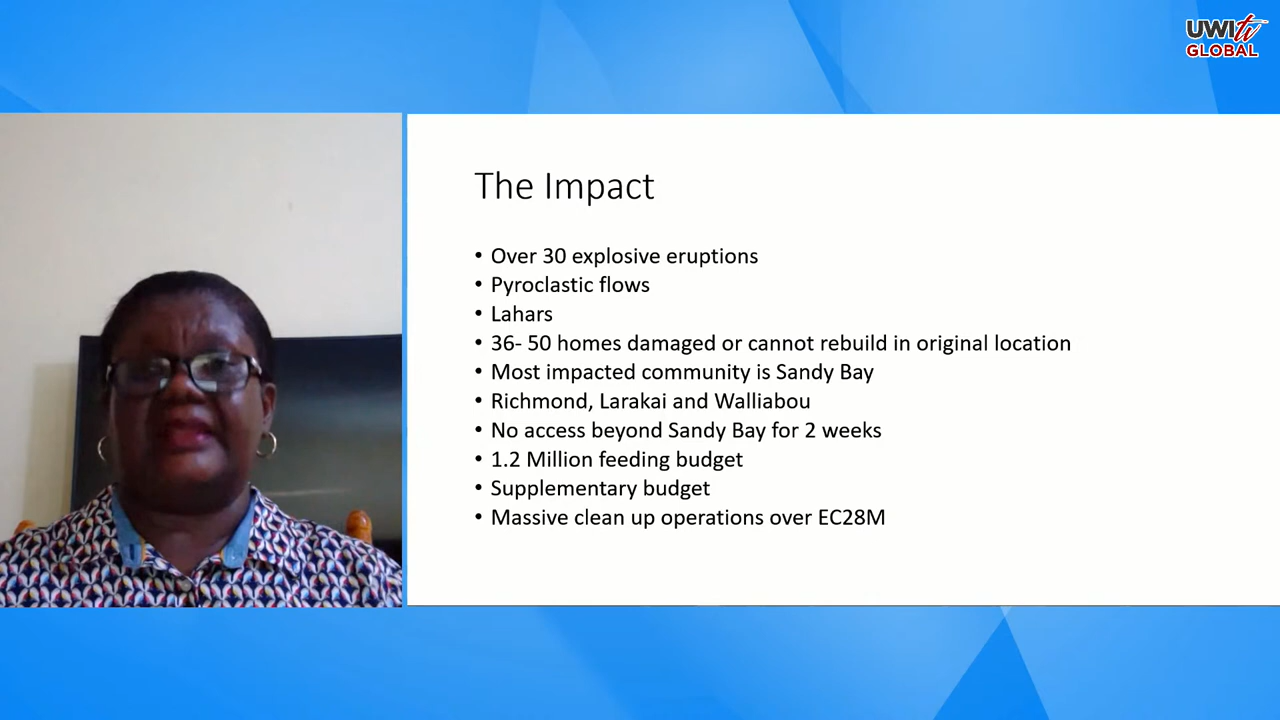 UWItv
GLOBAL
The Impact
• Over 30 explosive eruptions
• Pyroclastic flows
• Lahars
• 36- 50 homes damaged or cannot rebuild in original location
• Most impacted community is Sandy Bay
• Richmond, Larakai and Walliabou
• No access beyond Sandy Bay for 2 weeks
• 1.2 Million feeding budget
• Supplementary budget
• Massive clean up operations over EC28M